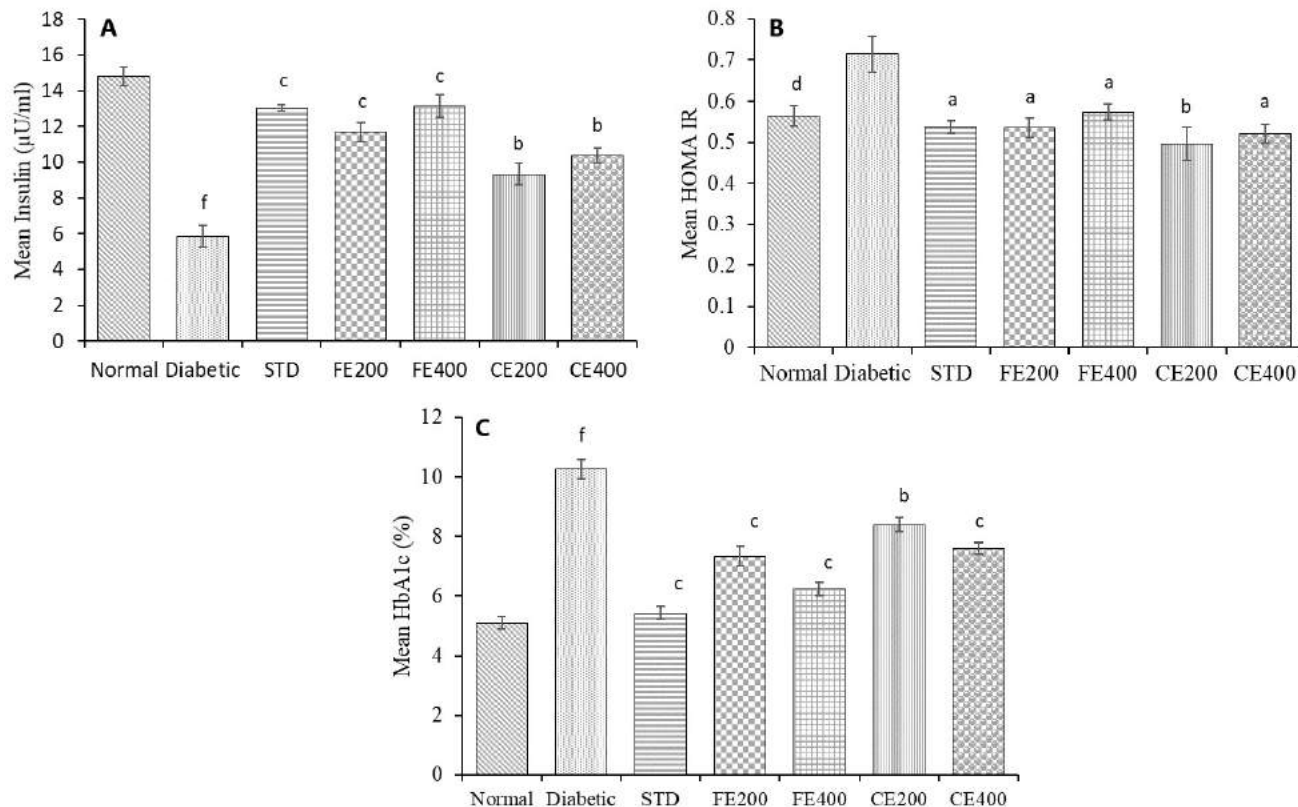 A
Mean Insulin (µU/ml)
18
16
14
12
10
8
6
4
2
0
f
c
c
c
b
b
Normal Diabetic STD FE200 FE400 CE200 CE400
B
Mean HOMA IR
0.8
0.7
0.6
0.5
0.4
0.3
0.2
0.1
0
d
a
a
a
b
a
Normal Diabetic STD FE200 FE400 CE200 CE400
C
Mean HbA1c (%)
12
10
8
6
4
2
0
f
c
c
c
b
c
Normal Diabetic STD FE200 FE400 CE200 CE400